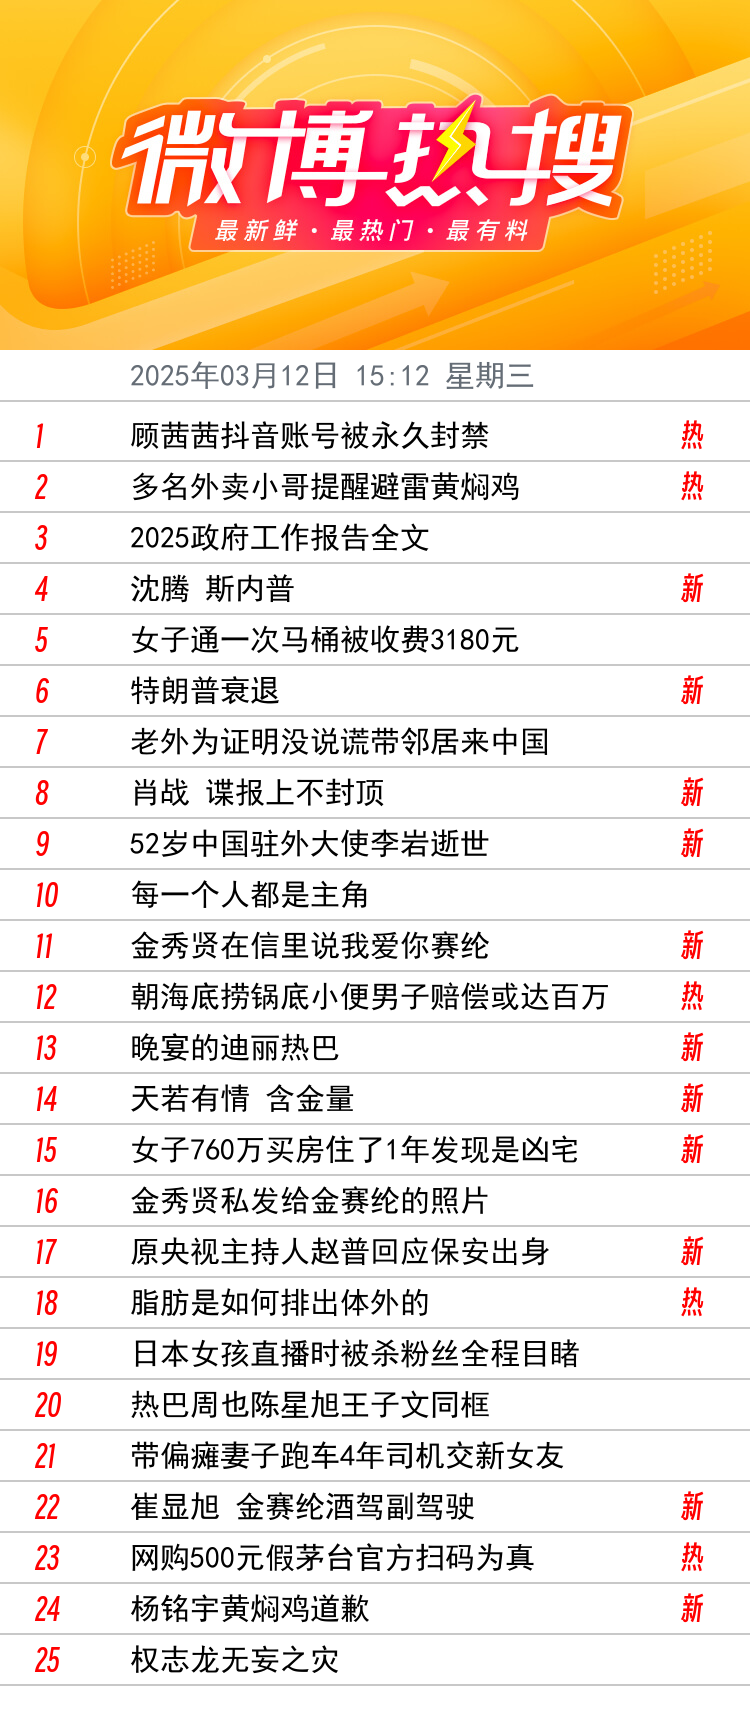 微博热搜
最新鲜·最热门·最有料
2025年03月12日 15:12 星期三
1 顾茜茜抖音账号被永久封禁 热
2 多名外卖小哥提醒避雷黄焖鸡 热
3 2025政府工作报告全文
4 沈腾 斯内普 新
5 女子通一次马桶被收费3180元
6 特朗普衰退 新
7 老外为证明没说谎带邻居来中国
8 肖战 谍报上不封顶 新
9 52岁中国驻外大使李岩逝世 新
10 每一个人都是主角
11 金秀贤在信里说我爱你赛纶 新
12 朝海底捞锅底小便男子赔偿或达百万 热
13 晚宴的迪丽热巴 新
14 天若有情 含金量 新
15 女子760万买房住了1年发现是凶宅 新
16 金秀贤私发给金赛纶的照片
17 原央视主持人赵普回应保安出身 新
18 脂肪是如何排出体外的 热
19 日本女孩直播时被杀粉丝全程目睹
20 热巴周也陈星旭王子文同框
21 带偏瘫妻子跑车4年司机交新女友
22 崔显旭 金赛纶酒驾副驾驶 新
23 网购500元假茅台官方扫码为真 热
24 杨铭宇黄焖鸡道歉 新
25 权志龙无妄之灾